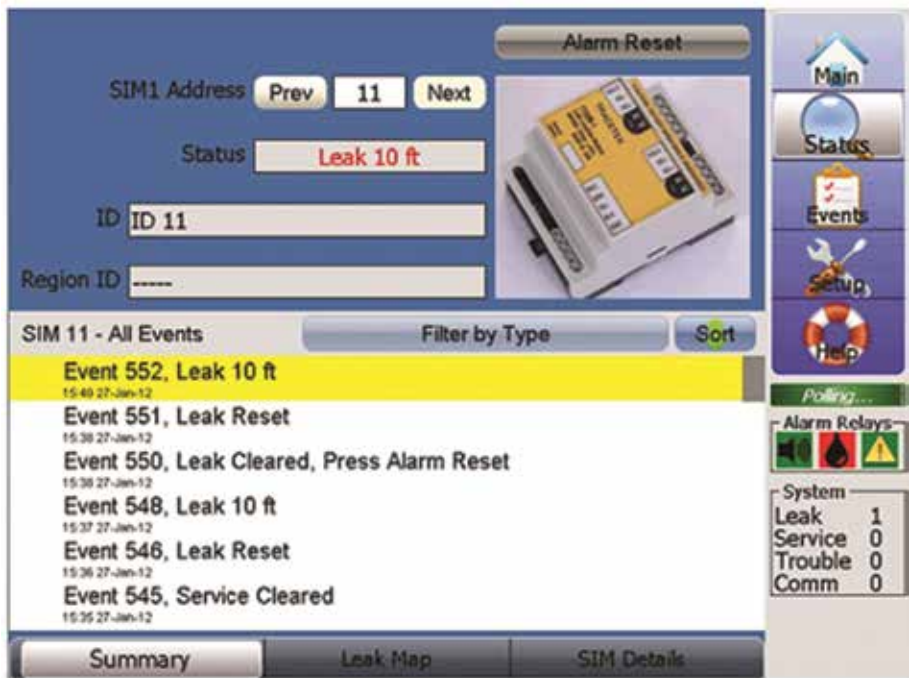 Alarm Reset
SIM1 Address Prev 11 Next
Status Leak 10 ft
ID ID 11
Region ID -----
SIM 11 - All Events Filter by Type Sort
Event 552, Leak 10 ft
15:40 27-Jan-12
Event 551, Leak Reset
15:38 27-Jan-12
Event 550, Leak Cleared, Press Alarm Reset
15:38 27-Jan-12
Event 548, Leak 10 ft
15:37 27-Jan-12
Event 546, Leak Reset
15:36 27-Jan-12
Event 545, Service Cleared
15:35 27-Jan-12
Summary Leak Map SIM Details
Main
Status
Events
Setup
Help
Polling...
Alarm Relays
System
Leak 1
Service 0
Trouble 0
Comm 0